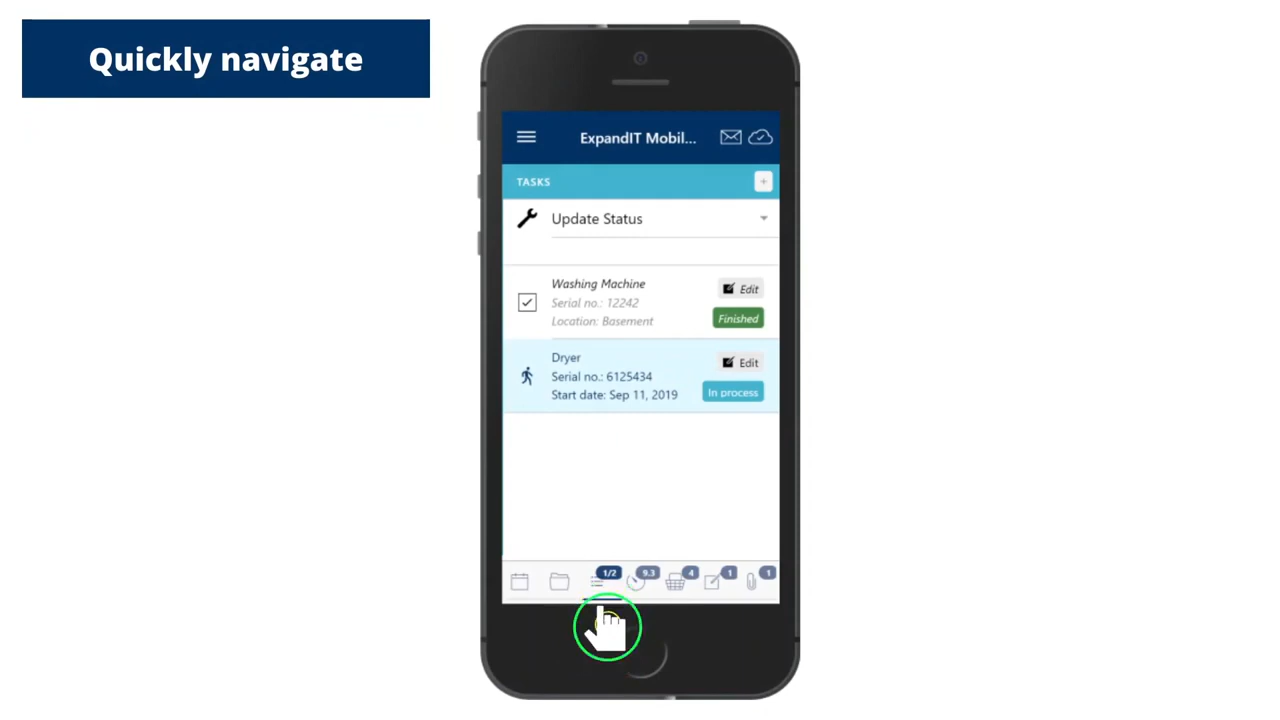 Quickly navigate
ExpandIT Mobil...
TASKS
+
Update Status
Washing Machine
Serial no.: 12242
Location: Basement
Edit
Finished
Dryer
Serial no.: 6125434
Start date: Sep 11, 2019
Edit
In process
1/2
9.3
4
1
1